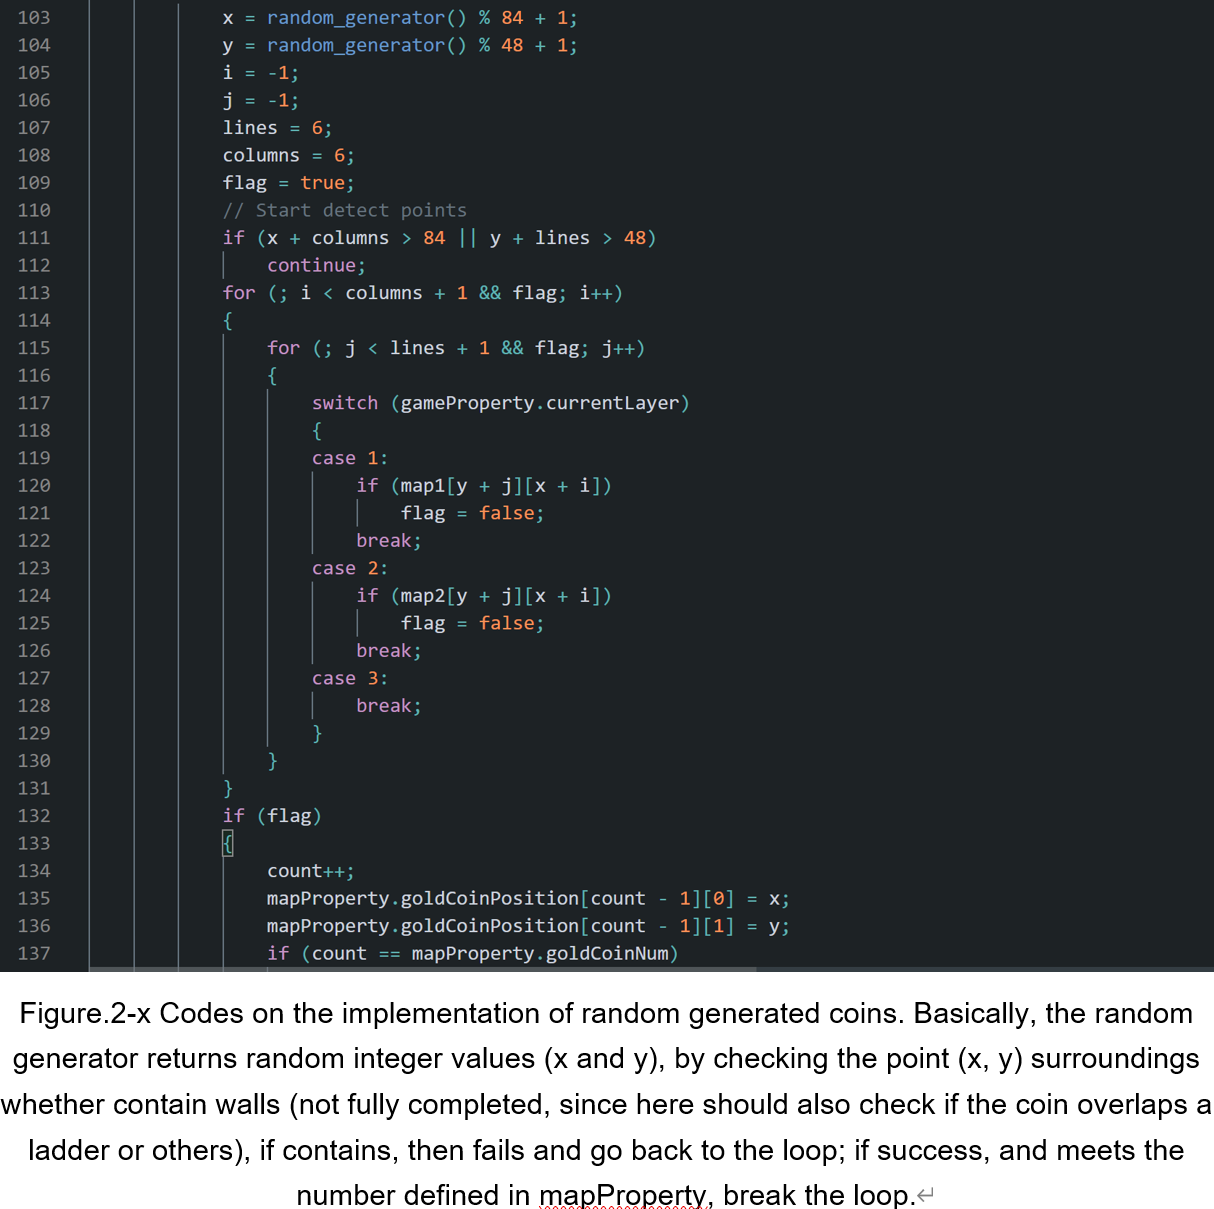 103 x = random_generator() % 84 + 1;
104 y = random_generator() % 48 + 1;
105 i = -1;
106 j = -1;
107 lines = 6;
108 columns = 6;
109 flag = true;
110 // Start detect points
111 if (x + columns > 84 || y + lines > 48)
112 continue;
113 for (; i < columns + 1 && flag; i++)
114 {
115 for (; j < lines + 1 && flag; j++)
116 {
117 switch (gameProperty.currentLayer)
118 {
119 case 1:
120 if (map1[y + j][x + i])
121 flag = false;
122 break;
123 case 2:
124 if (map2[y + j][x + i])
125 flag = false;
126 break;
127 case 3:
128 break;
129 }
130 }
131 }
132 if (flag)
133 {
134 count++;
135 mapProperty.goldCoinPosition[count - 1][0] = x;
136 mapProperty.goldCoinPosition[count - 1][1] = y;
137 if (count == mapProperty.goldCoinNum)
Figure.2-x Codes on the implementation of random generated coins. Basically, the random
generator returns random integer values (x and y), by checking the point (x, y) surroundings
whether contain walls (not fully completed, since here should also check if the coin overlaps a
ladder or others), if contains, then fails and go back to the loop; if success, and meets the
number defined in mapProperty, break the loop.↵